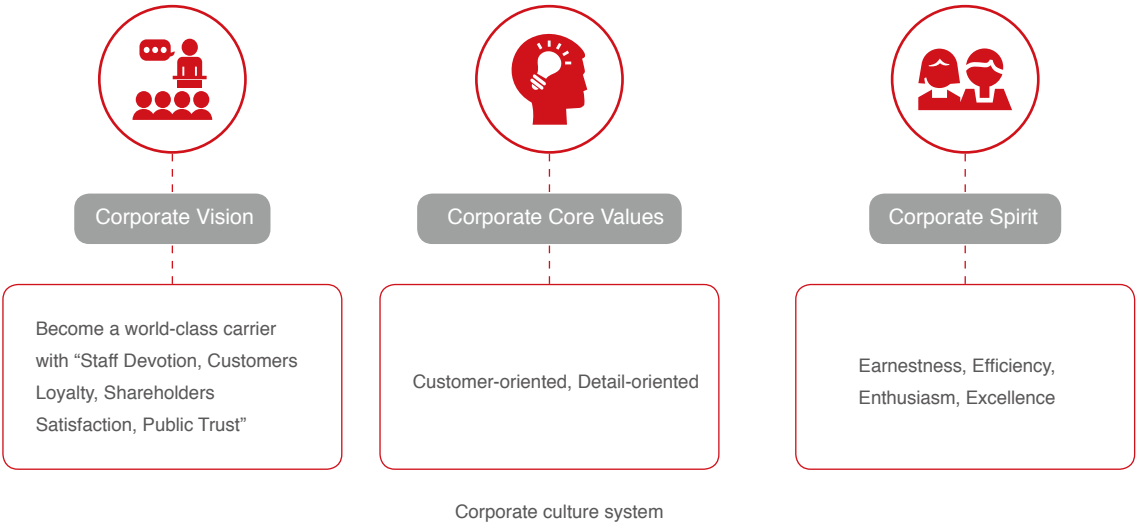 Corporate Vision
Corporate Core Values
Corporate Spirit
Become a world-class carrier
with “Staff Devotion, Customers
Loyalty, Shareholders
Satisfaction, Public Trust”
Customer-oriented, Detail-oriented
Earnestness, Efficiency,
Enthusiasm, Excellence
Corporate culture system